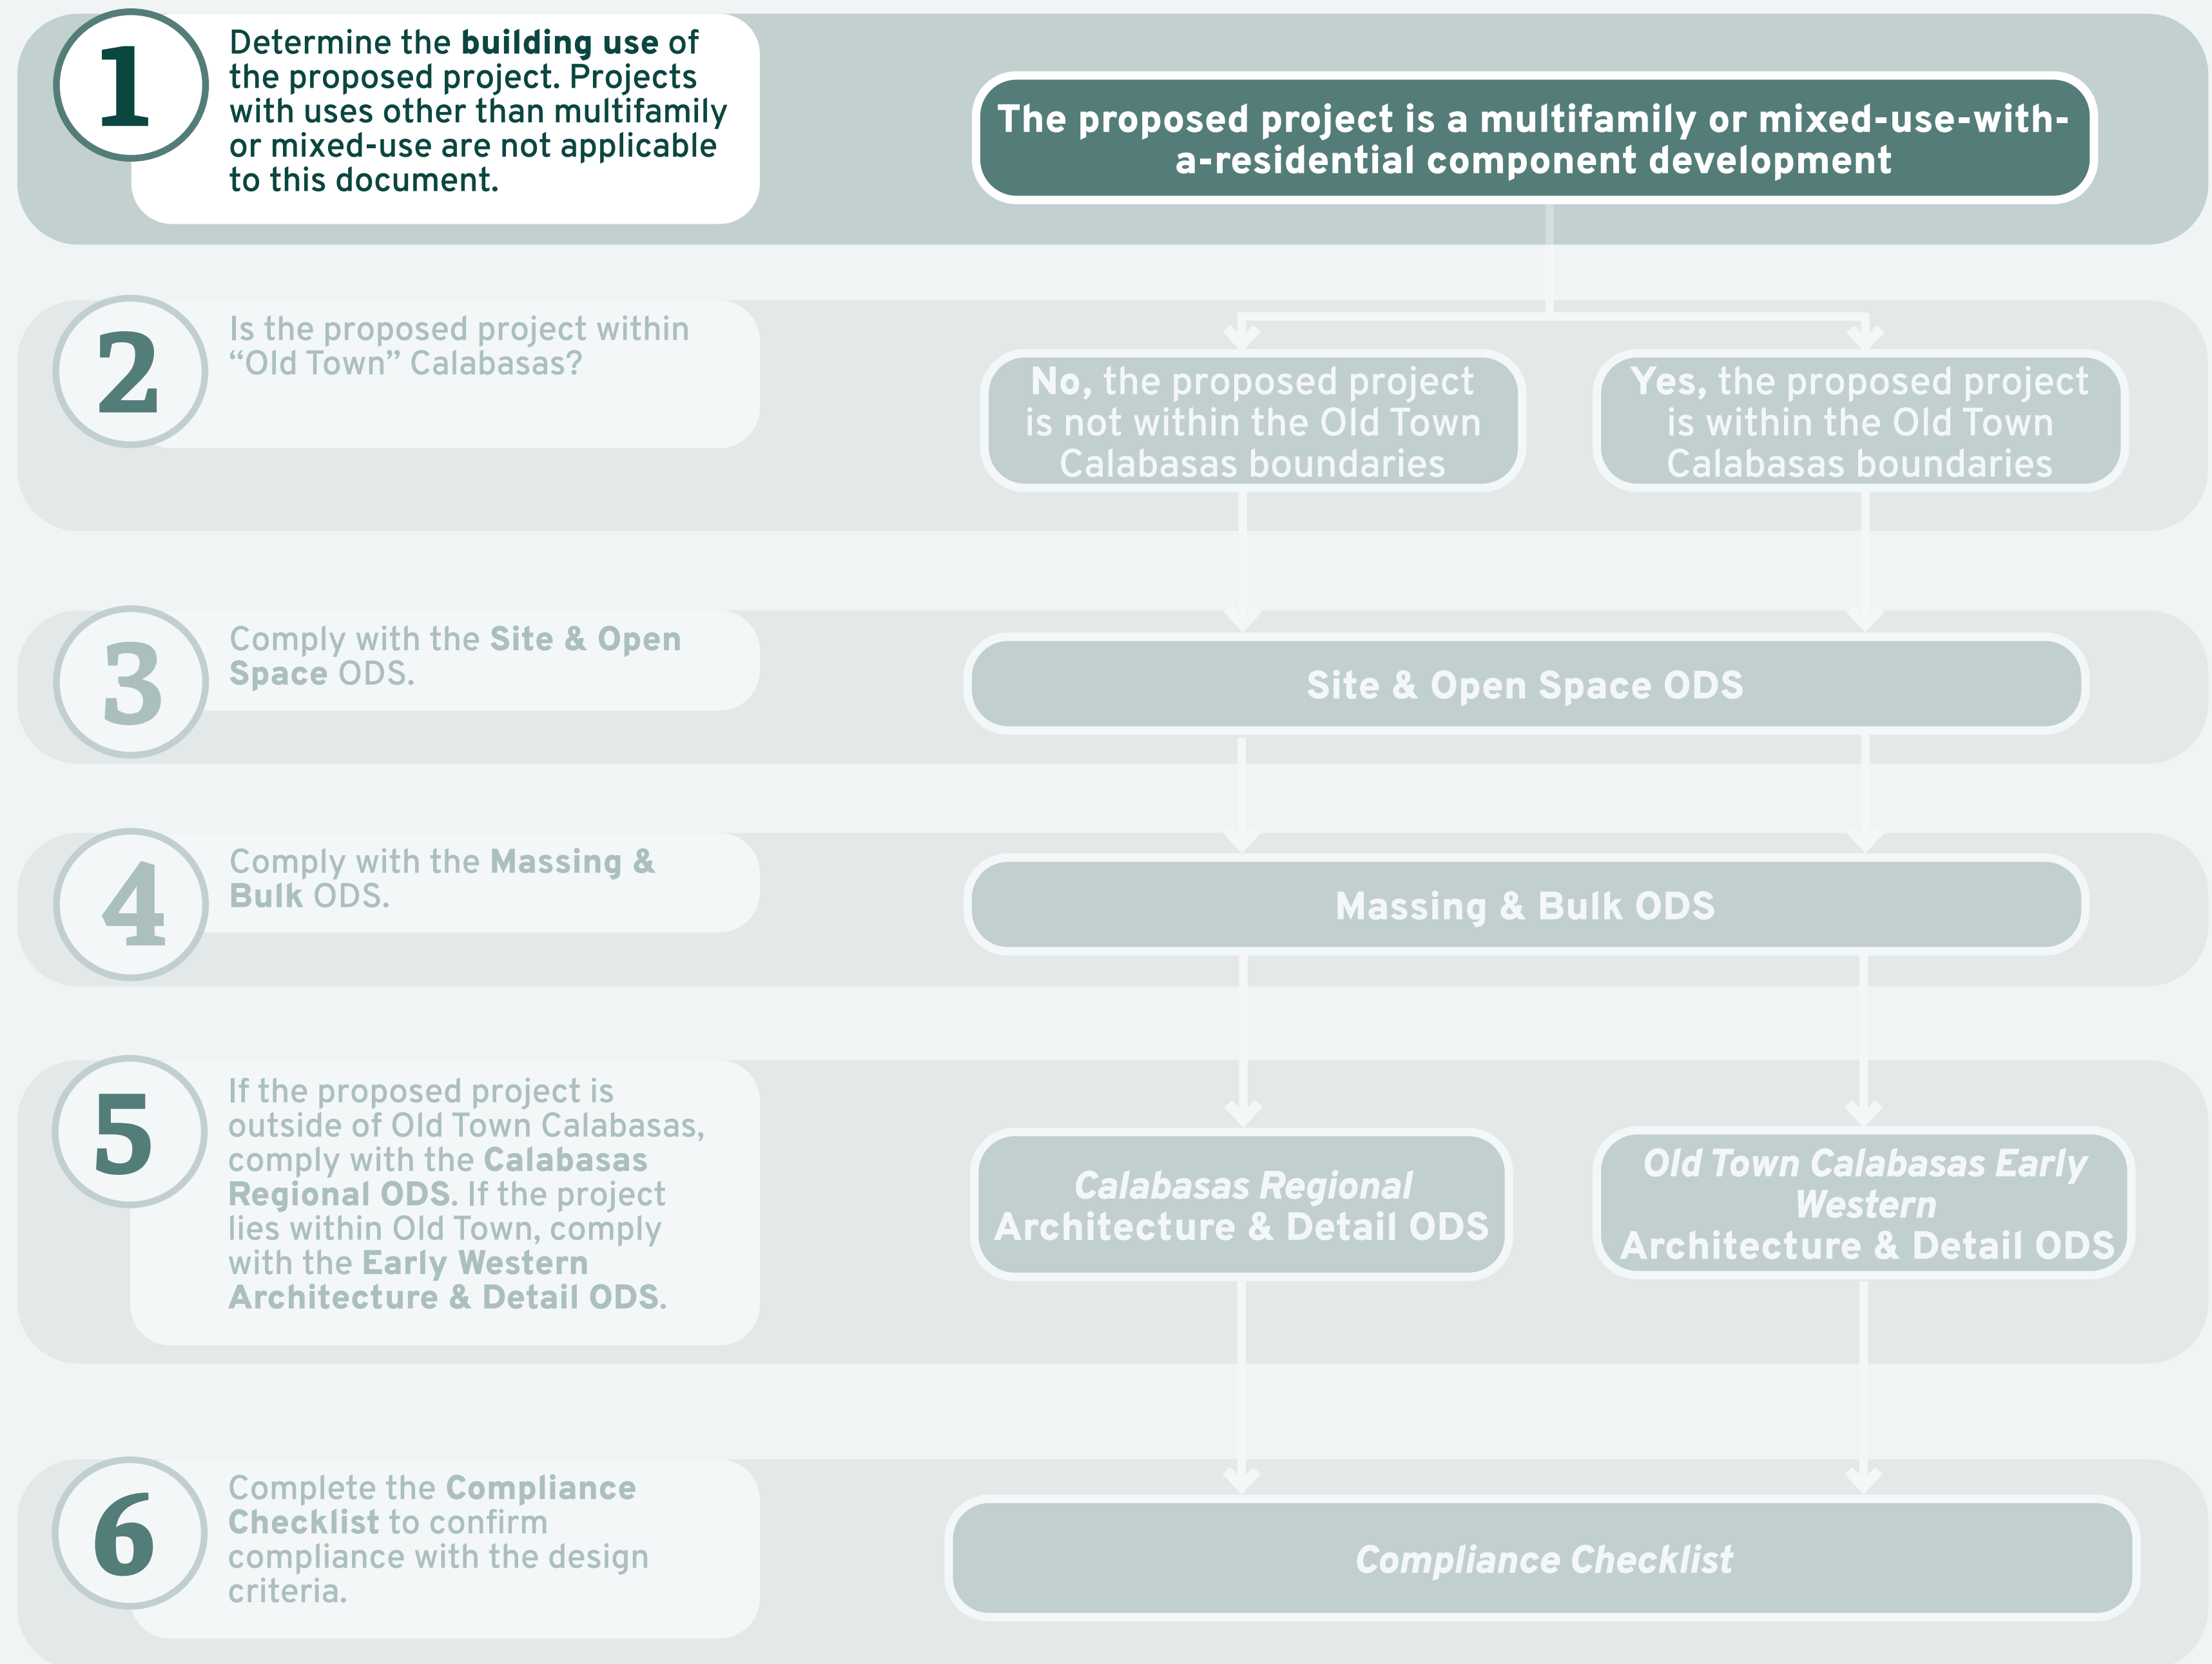 1
Determine the building use of
the proposed project. Projects
with uses other than multifamily
or mixed-use are not applicable
to this document.
The proposed project is a multifamily or mixed-use-with-
a-residential component development
2
Is the proposed project within
“Old Town” Calabasas?
No, the proposed project
is not within the Old Town
Calabasas boundaries
Yes, the proposed project
is within the Old Town
Calabasas boundaries
3
Comply with the Site & Open
Space ODS.
Site & Open Space ODS
4
Comply with the Massing &
Bulk ODS.
Massing & Bulk ODS
5
If the proposed project is
outside of Old Town Calabasas,
comply with the Calabasas
Regional ODS. If the project
lies within Old Town, comply
with the Early Western
Architecture & Detail ODS.
Calabasas Regional
Architecture & Detail ODS
Old Town Calabasas Early
Western
Architecture & Detail ODS
6
Complete the Compliance
Checklist to confirm
compliance with the design
criteria.
Compliance Checklist